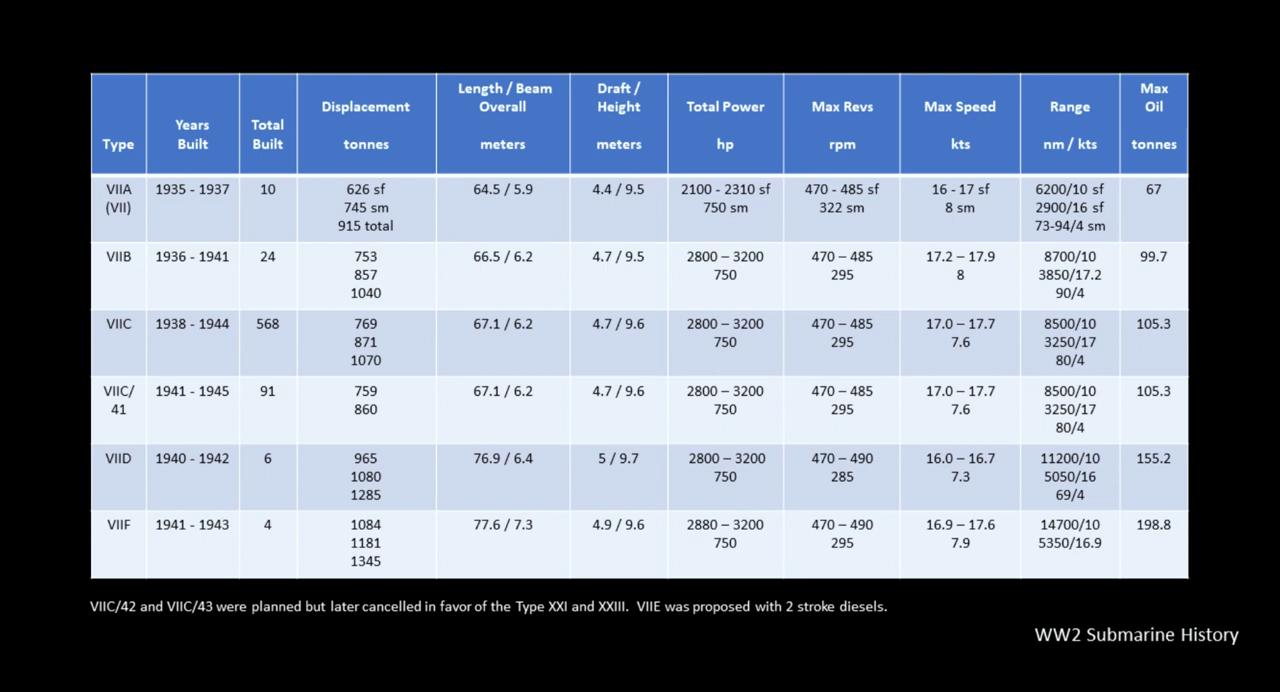 Type
Years
Built
Total
Built
Displacement
tonnes
Length / Beam
Overall
meters
Draft /
Height
meters
Total Power
hp
Max Revs
rpm
Max Speed
kts
Range
nm / kts
Max
Oil
tonnes
VIIA
(VII)
1935 - 1937
10
626 sf
745 sm
915 total
64.5 / 5.9
4.4 / 9.5
2100 - 2310 sf
750 sm
470 - 485 sf
322 sm
16 - 17 sf
8 sm
6200/10 sf
2900/16 sf
73-94/4 sm
67
VIIB
1936 - 1941
24
753
857
1040
66.5 / 6.2
4.7 / 9.5
2800 – 3200
750
470 – 485
295
17.2 – 17.9
8
8700/10
3850/17.2
90/4
99.7
VIIC
1938 - 1944
568
769
871
1070
67.1 / 6.2
4.7 / 9.6
2800 – 3200
750
470 – 485
295
17.0 – 17.7
7.6
8500/10
3250/17
80/4
105.3
VIIC/
41
1941 - 1945
91
759
860
67.1 / 6.2
4.7 / 9.6
2800 – 3200
750
470 – 485
295
17.0 – 17.7
7.6
8500/10
3250/17
80/4
105.3
VIID
1940 - 1942
6
965
1080
1285
76.9 / 6.4
5 / 9.7
2800 – 3200
750
470 – 490
285
16.0 – 16.7
7.3
11200/10
5050/16
69/4
155.2
VIIF
1941 - 1943
4
1084
1181
1345
77.6 / 7.3
4.9 / 9.6
2880 – 3200
750
470 – 490
295
16.9 – 17.6
7.9
14700/10
5350/16.9
198.8
VIIC/42 and VIIC/43 were planned but later cancelled in favor of the Type XXI and XXIII.  VIIE was proposed with 2 stroke diesels.
WW2 Submarine History